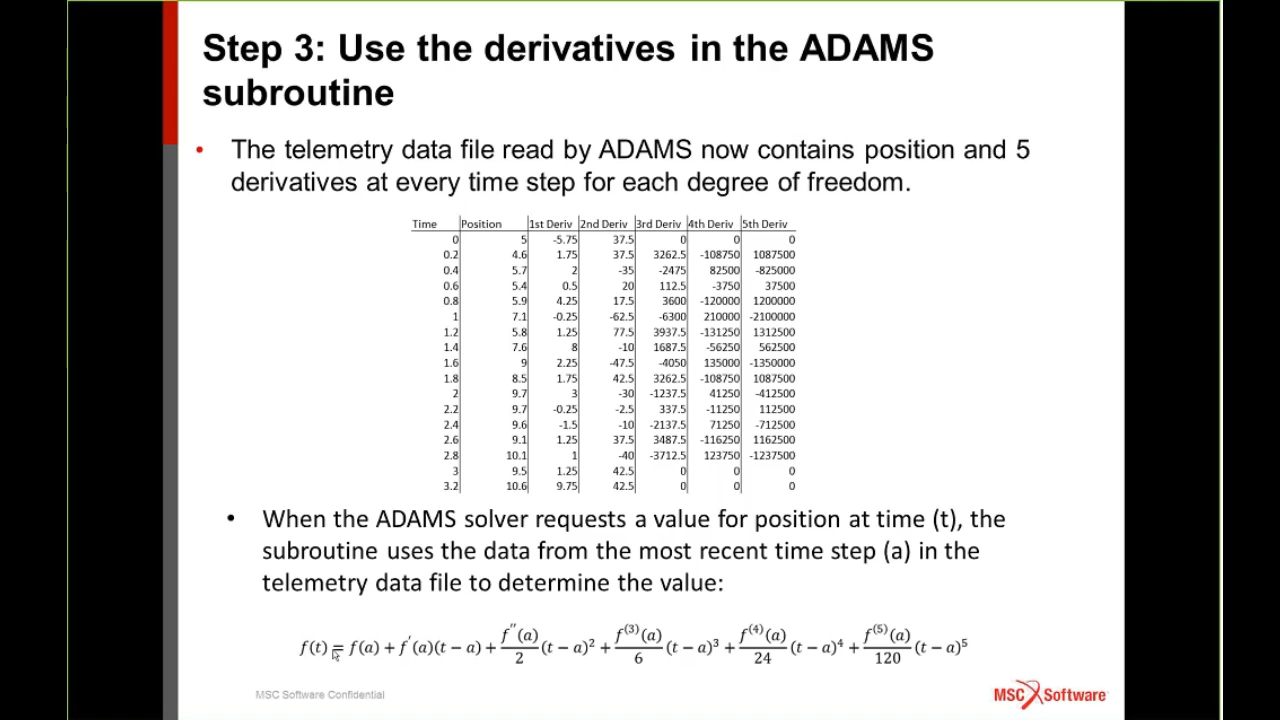 Step 3: Use the derivatives in the ADAMS
subroutine
• The telemetry data file read by ADAMS now contains position and 5
derivatives at every time step for each degree of freedom.
Time Position 1st Deriv 2nd Deriv 3rd Deriv 4th Deriv 5th Deriv
0 5 -5.75 37.5 0 0 0
0.2 4.6 1.75 37.5 3262.5 -108750 1087500
0.4 5.7 2 -35 -2475 82500 -825000
0.6 5.4 0.5 20 112.5 -3750 37500
0.8 5.9 4.25 17.5 3600 -120000 1200000
1 7.1 -0.25 -62.5 -6300 210000 -2100000
1.2 5.8 1.25 77.5 3937.5 -131250 1312500
1.4 7.6 8 -10 1687.5 -56250 562500
1.6 9 2.25 -47.5 -4050 135000 -1350000
1.8 8.5 1.75 42.5 3262.5 -108750 1087500
2 9.7 3 -30 -1237.5 41250 -412500
2.2 9.7 -0.25 -2.5 337.5 -11250 112500
2.4 9.6 -1.5 -10 -2137.5 71250 -712500
2.6 9.1 1.25 37.5 3487.5 -116250 1162500
2.8 10.1 1 -40 -3712.5 123750 -1237500
3 9.5 1.25 42.5 0 0 0
3.2 10.6 9.75 42.5 0 0 0
• When the ADAMS solver requests a value for position at time (t), the
subroutine uses the data from the most recent time step (a) in the
telemetry data file to determine the value:
f(t) = f(a) + f′(a)(t − a) + f″(a)/2 (t − a)² + f⁽³⁾(a)/6 (t − a)³ + f⁽⁴⁾(a)/24 (t − a)⁴ + f⁽⁵⁾(a)/120 (t − a)⁵
MSC Software Confidential
MSC Software